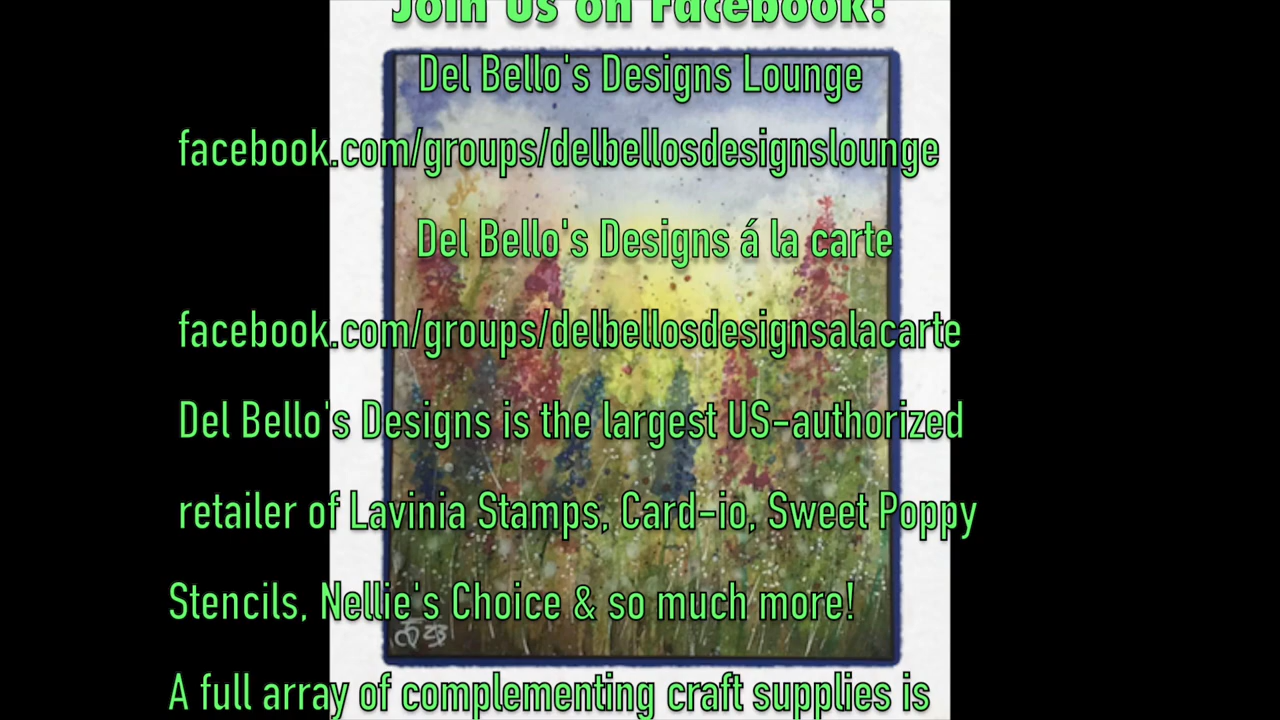 Join Us on Facebook!
Del Bello's Designs Lounge
facebook.com/groups/delbellosdesignslounge
Del Bello's Designs á la carte
facebook.com/groups/delbellosdesignsalacarte
Del Bello's Designs is the largest US-authorized
retailer of Lavinia Stamps, Card-io, Sweet Poppy
Stencils, Nellie's Choice & so much more!
A full array of complementing craft supplies is